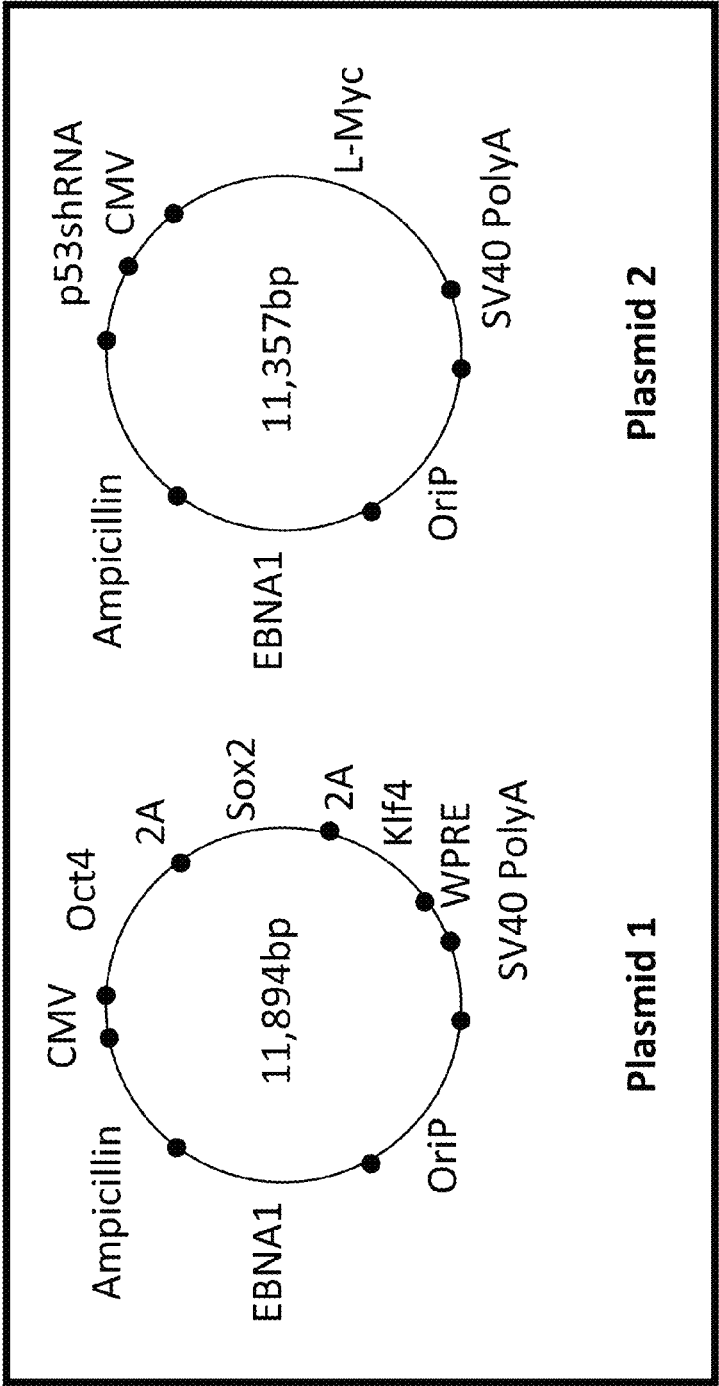 CMV
Oct4
2A
Sox2
2A
Klf4
WPRE
SV40 PolyA
OriP
EBNA1
Ampicillin
11,894bp
Plasmid 1
p53shRNA
CMV
L-Myc
SV40 PolyA
OriP
EBNA1
Ampicillin
11,357bp
Plasmid 2